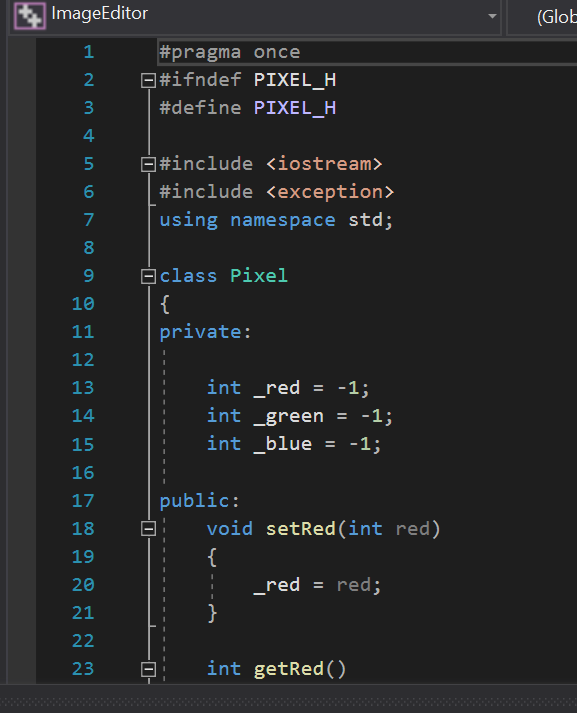 ImageEditor
(Glob
1 #pragma once
2 #ifndef PIXEL_H
3 #define PIXEL_H
4
5 #include <iostream>
6 #include <exception>
7 using namespace std;
8
9 class Pixel
10 {
11 private:
12
13 int _red = -1;
14 int _green = -1;
15 int _blue = -1;
16
17 public:
18 void setRed(int red)
19 {
20 _red = red;
21 }
22
23 int getRed()